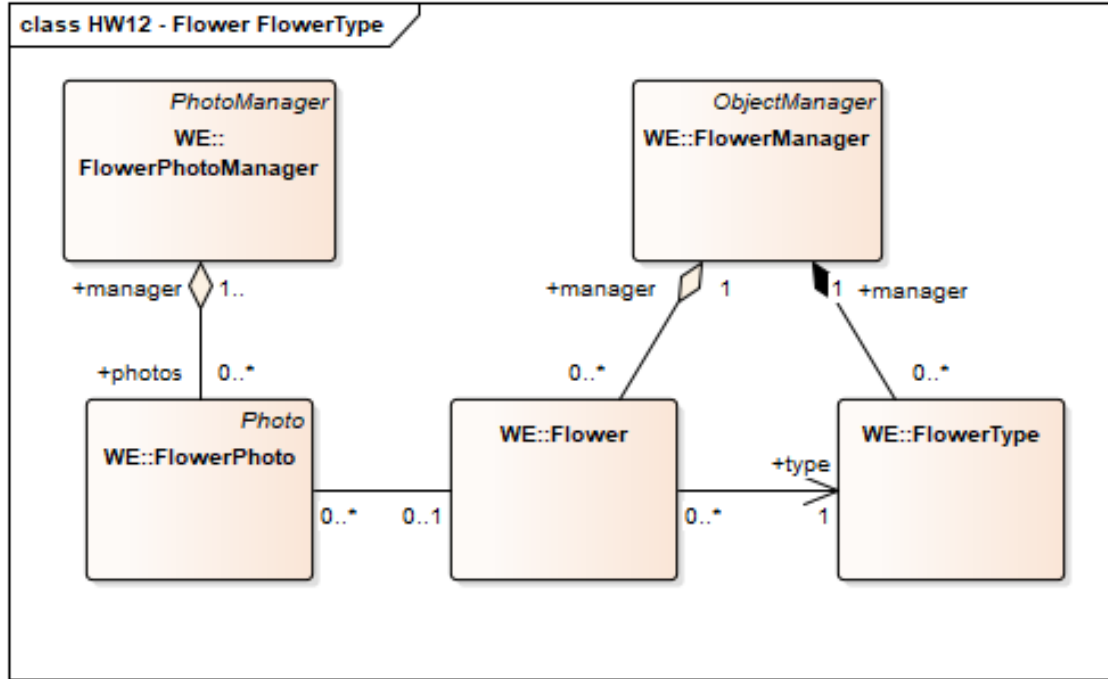 class HW12 - Flower FlowerType
PhotoManager
WE::
FlowerPhotoManager
ObjectManager
WE::FlowerManager
+manager 1..
+manager 1
1 +manager
+photos 0..*
0..*
0..*
Photo
WE::FlowerPhoto
WE::Flower
WE::FlowerType
+type
0..* 0..1
0..* 1